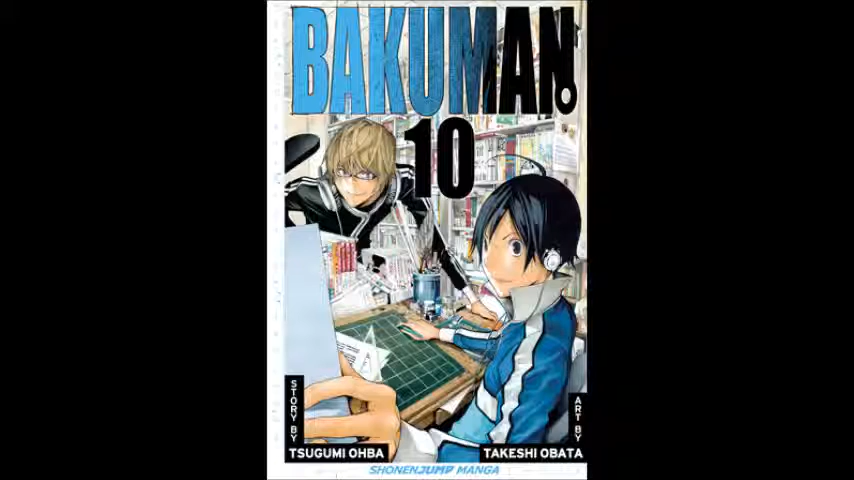 BAKUMAN.
10
STORY BY
TSUGUMI OHBA
ART BY
TAKESHI OBATA
SHONEN JUMP MANGA